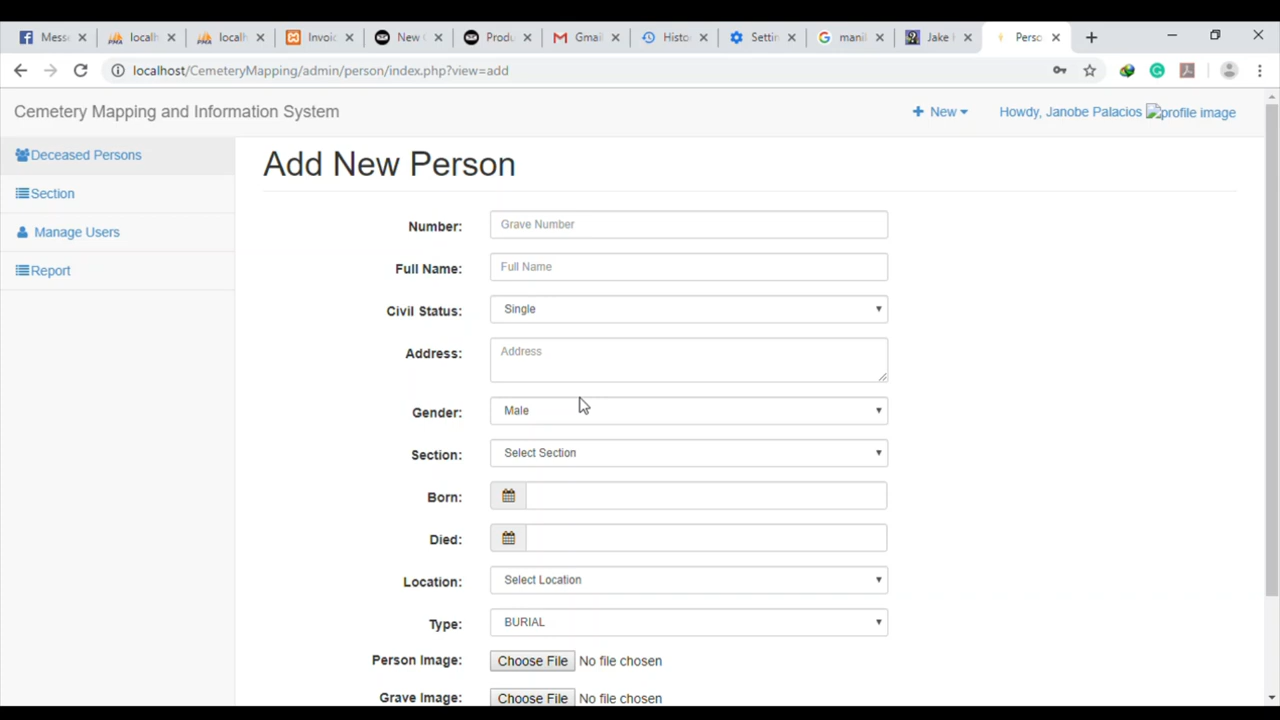 Mess
localh
localh
Invoic
New
Produ
Gmai
Histo
Settin
manil
Jake
Perso
localhost/CemeteryMapping/admin/person/index.php?view=add
Cemetery Mapping and Information System
New
Howdy, Janobe Palacios profile image
Deceased Persons
Section
Manage Users
Report
Add New Person
Number: Grave Number
Full Name: Full Name
Civil Status: Single
Address: Address
Gender: Male
Section: Select Section
Born:
Died:
Location: Select Location
Type: BURIAL
Person Image: Choose File No file chosen
Grave Image: Choose File No file chosen